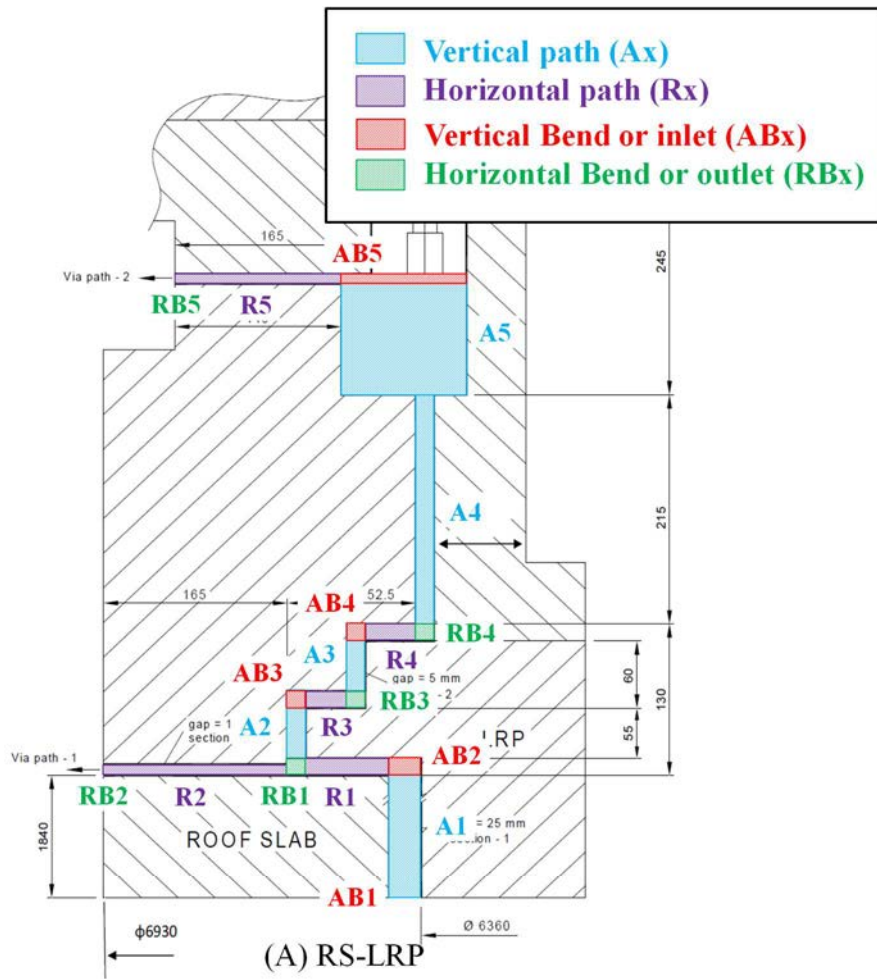 Vertical path (Ax)
Horizontal path (Rx)
Vertical Bend or inlet (ABx)
Horizontal Bend or outlet (RBx)
165
AB5
245
Via path - 2
RB5
R5
A5
A4
215
165
AB4
52.5
RB4
A3
R4
AB3
gap = 5 mm
- 2
RB3
60
130
A2
R3
gap = 1
section
LRP
55
Via path - 1
AB2
RB2
R2
RB1
R1
1840
ROOF SLAB
A1
= 25 mm
section - 1
AB1
ϕ6930
Ø 6360
(A) RS-LRP